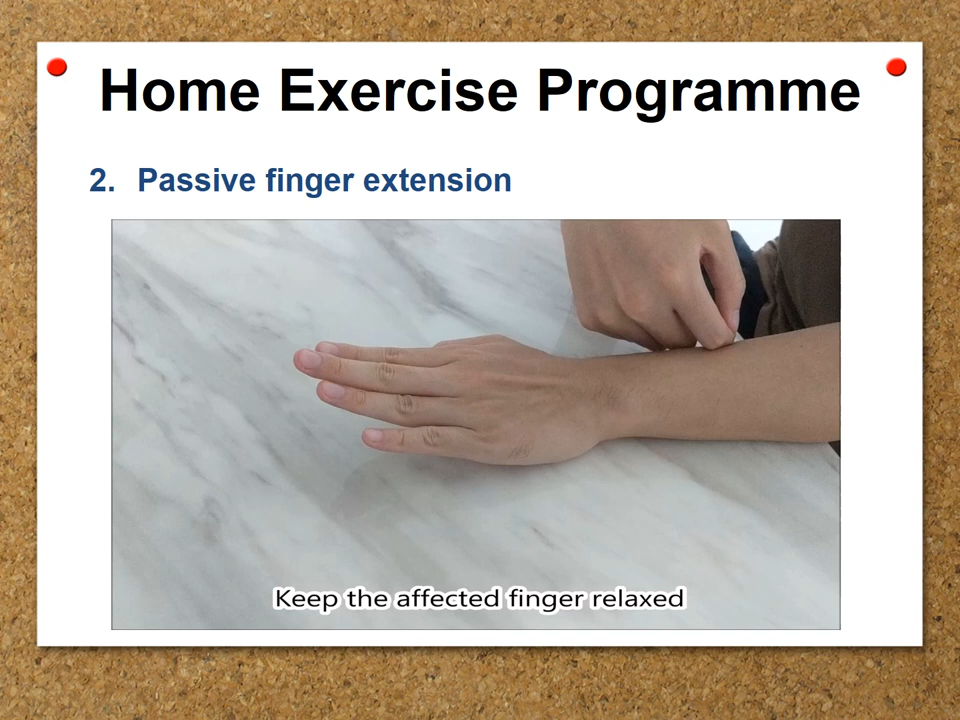 Home Exercise Programme
2. Passive finger extension
Keep the affected finger relaxed